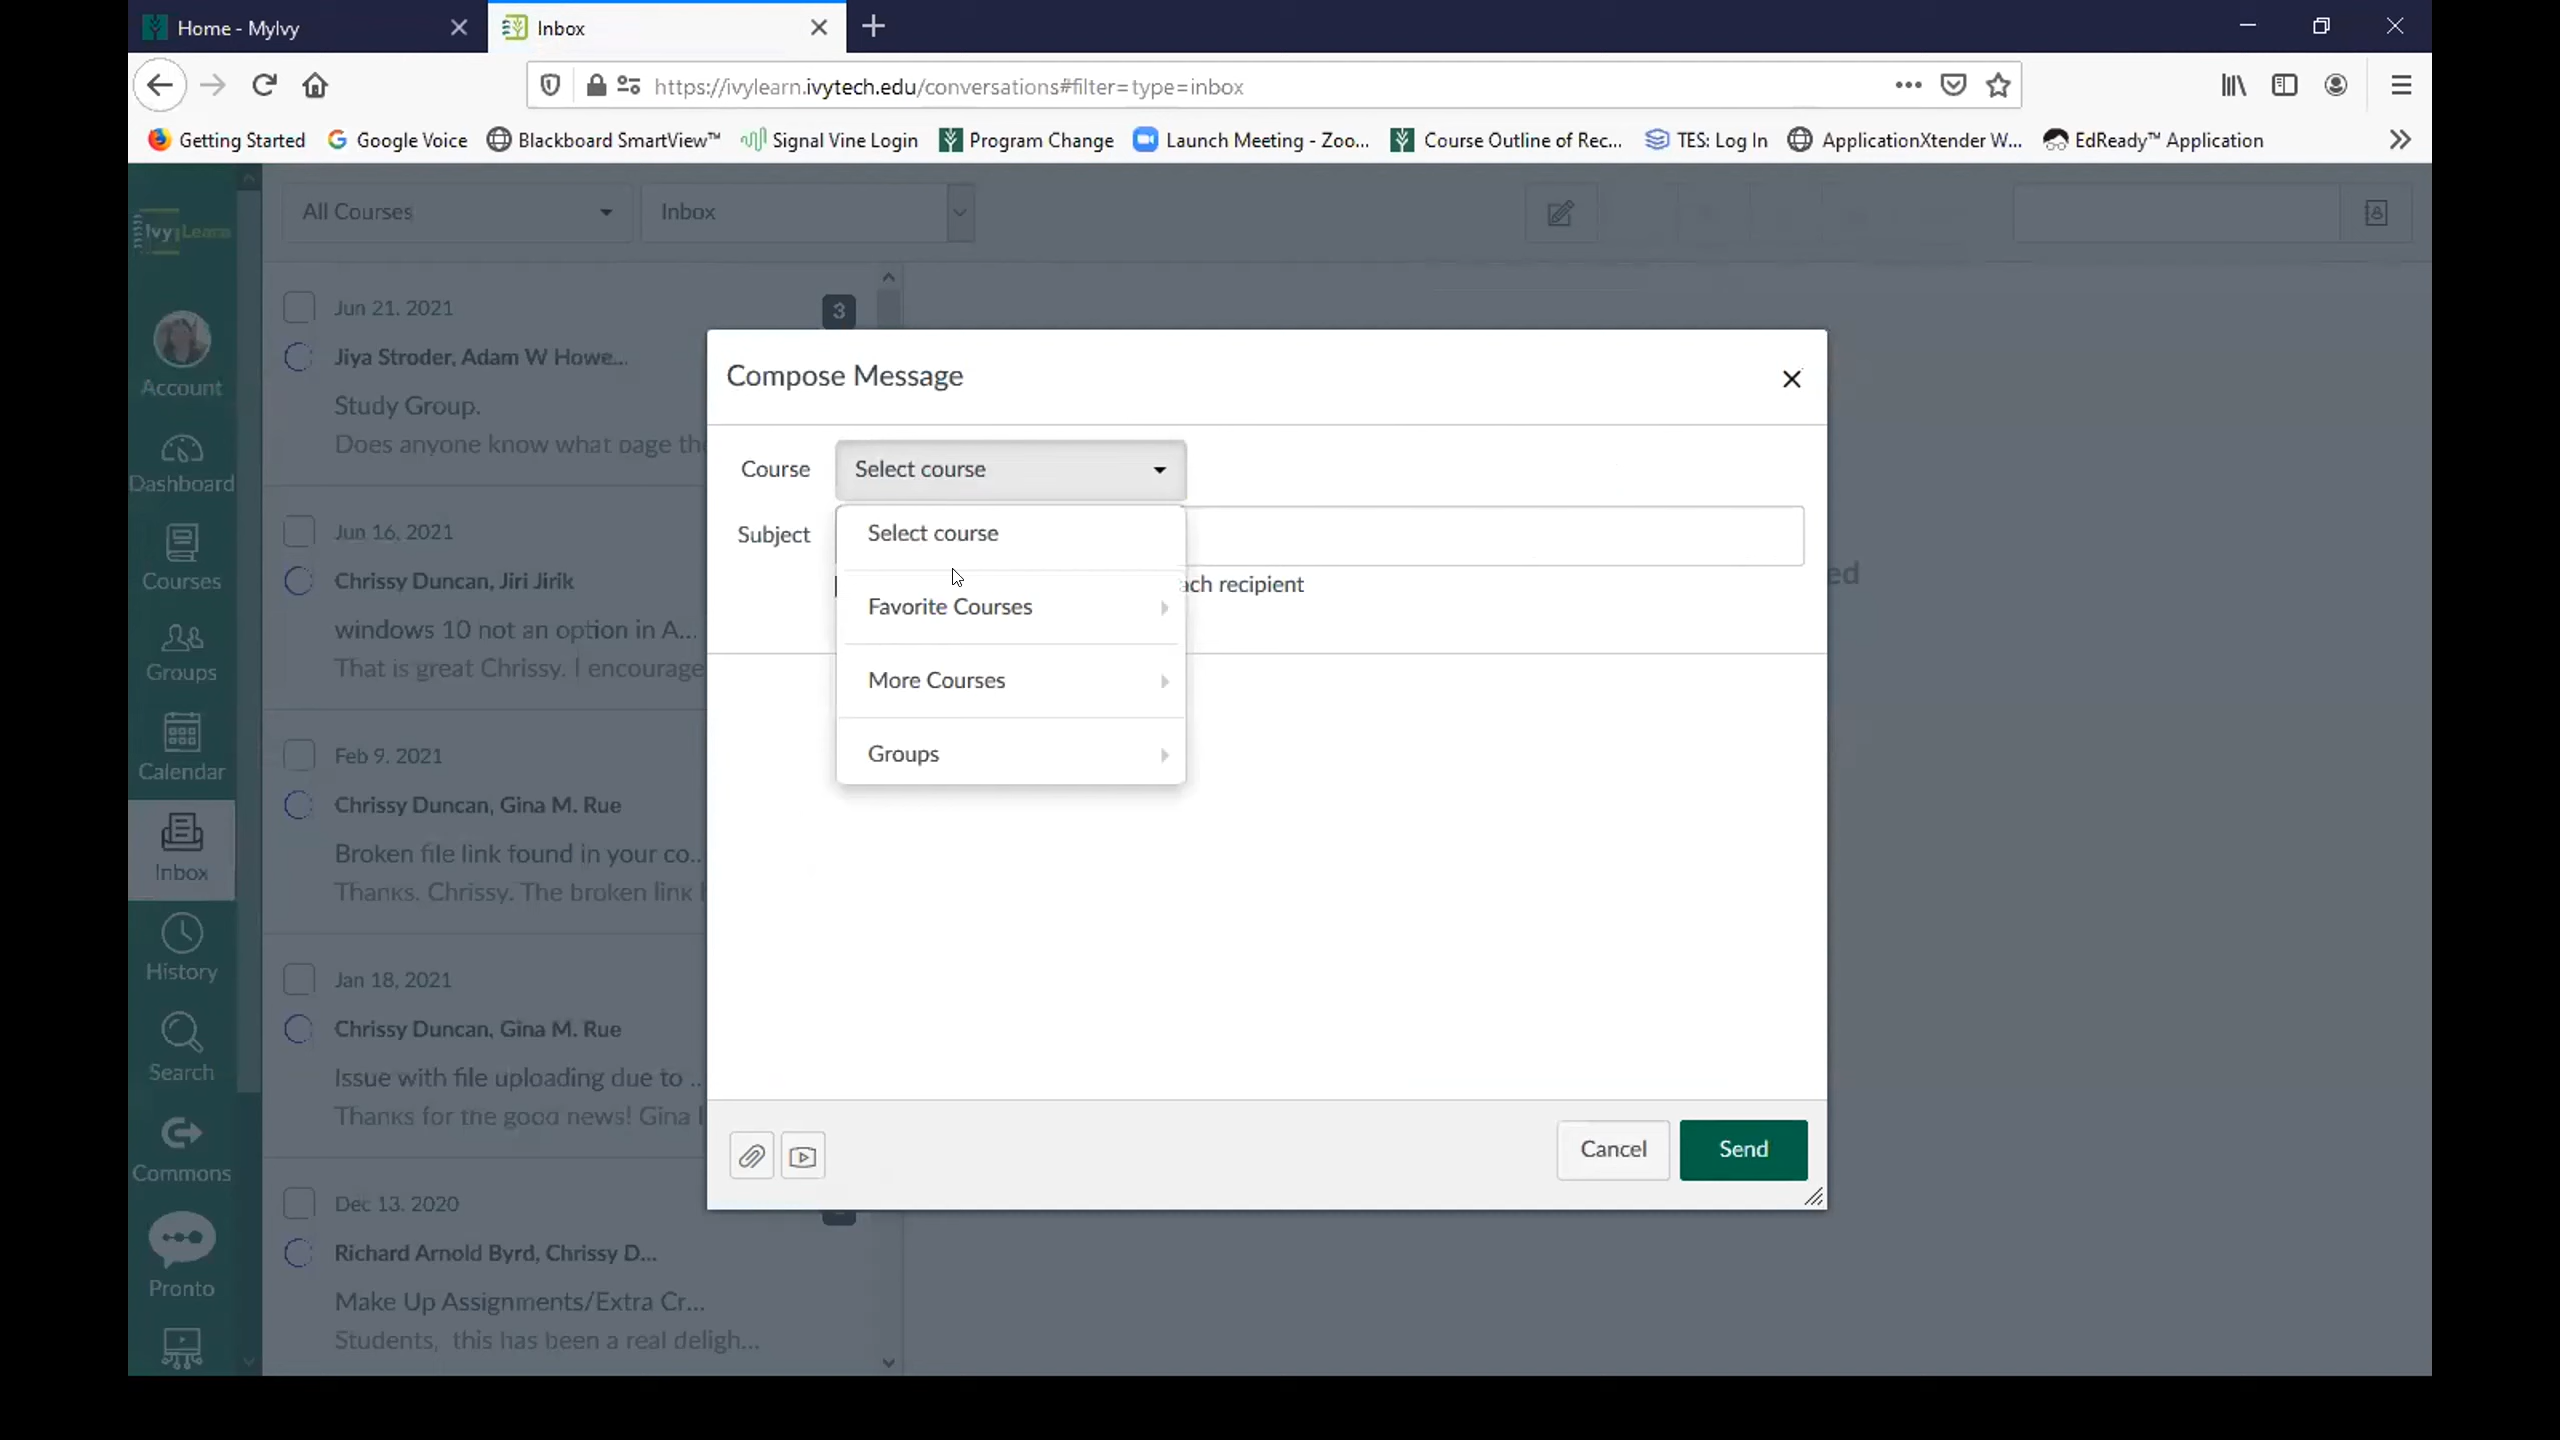 Home - MyIvy
Inbox
https://ivylearn.ivytech.edu/conversations#filter=type=inbox
Getting Started
Google Voice
Blackboard SmartView™
Signal Vine Login
Program Change
Launch Meeting - Zoo...
Course Outline of Rec...
TES: Log In
ApplicationXtender W...
EdReady™ Application
IvyLearn
Account
Dashboard
Courses
Groups
Calendar
Inbox
History
Search
Commons
Pronto
All Courses
Inbox
Jun 21, 2021
3
Jiya Stroder, Adam W Howe...
Study Group.
Does anyone know what page
Jun 16, 2021
Chrissy Duncan, Jiri Jirik
windows 10 not an option in A...
That is great Chrissy. I encourage
Feb 9, 2021
Chrissy Duncan, Gina M. Rue
Broken file link found in your co..
Thanks, Chrissy. The broken link
Jan 18, 2021
Chrissy Duncan, Gina M. Rue
Issue with file uploading due to ..
Thanks for the good news! Gina
Dec 13, 2020
Richard Arnold Byrd, Chrissy D...
Make Up Assignments/Extra Cr...
Students, this has been a real deligh...
Compose Message
Course
Select course
Subject
Select course
Favorite Courses
ach recipient
More Courses
Groups
Cancel
Send
ed